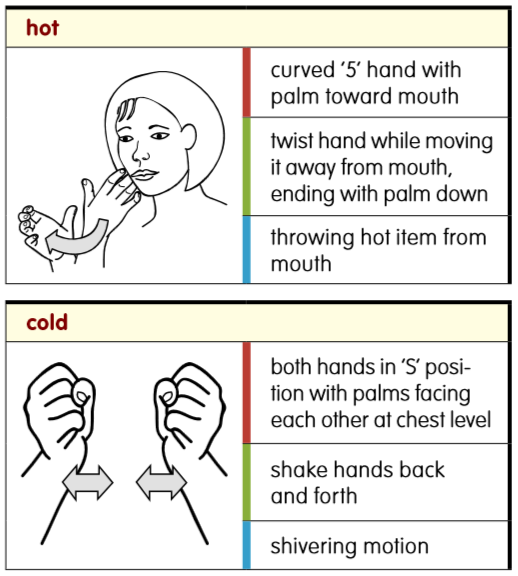 hot
curved ‘5’ hand with
palm toward mouth
twist hand while moving
it away from mouth,
ending with palm down
throwing hot item from
mouth
cold
both hands in ‘S’ posi-
tion with palms facing
each other at chest level
shake hands back
and forth
shivering motion